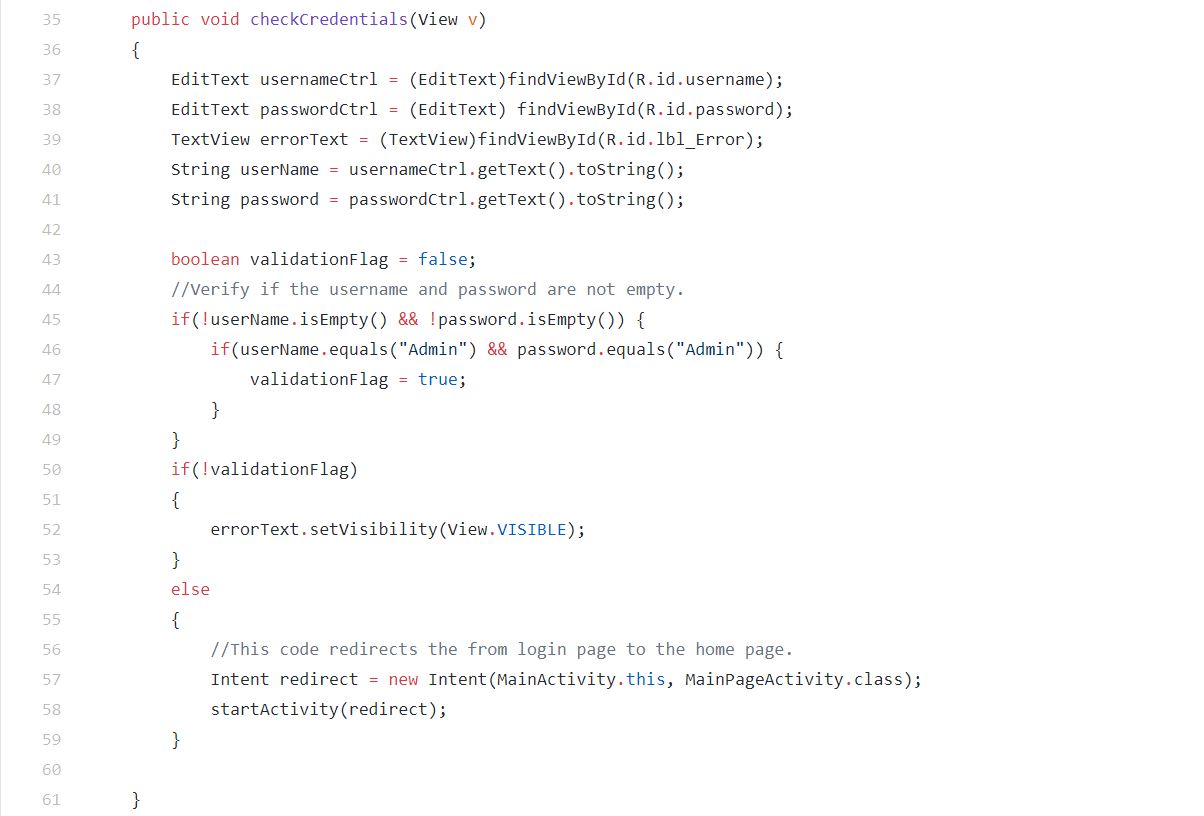 35 public void checkCredentials(View v)
36 {
37 EditText usernameCtrl = (EditText)findViewById(R.id.username);
38 EditText passwordCtrl = (EditText) findViewById(R.id.password);
39 TextView errorText = (TextView)findViewById(R.id.lbl_Error);
40 String userName = usernameCtrl.getText().toString();
41 String password = passwordCtrl.getText().toString();
42
43 boolean validationFlag = false;
44 //Verify if the username and password are not empty.
45 if(!userName.isEmpty() && !password.isEmpty()) {
46 if(userName.equals("Admin") && password.equals("Admin")) {
47 validationFlag = true;
48 }
49 }
50 if(!validationFlag)
51 {
52 errorText.setVisibility(View.VISIBLE);
53 }
54 else
55 {
56 //This code redirects the from login page to the home page.
57 Intent redirect = new Intent(MainActivity.this, MainPageActivity.class);
58 startActivity(redirect);
59 }
60
61 }